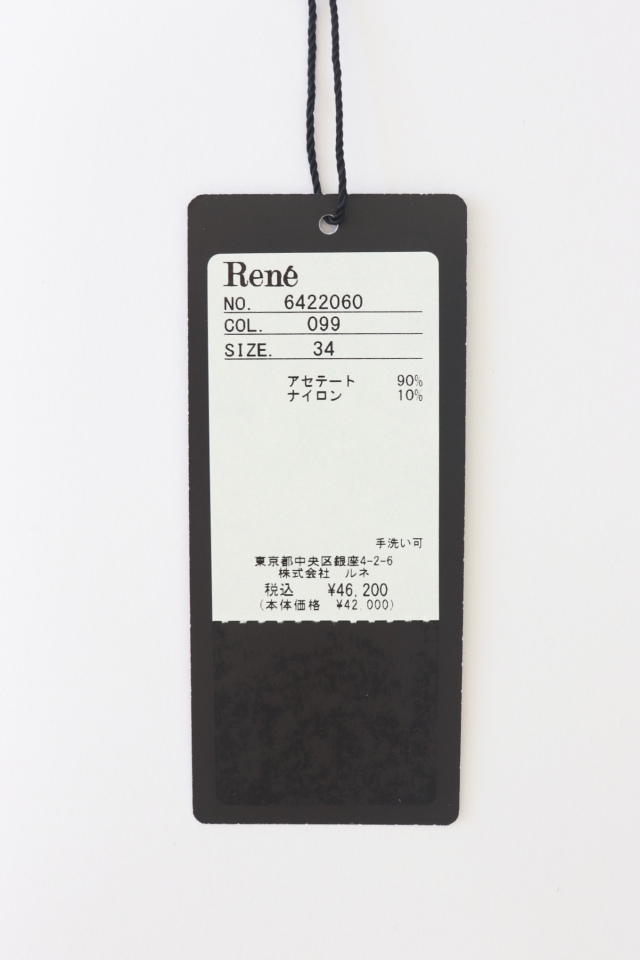 René
NO. 6422060
COL. 099
SIZE. 34
アセテート 90%
ナイロン 10%
手洗い可
東京都中央区銀座4-2-6
株式会社 ルネ
税込 ¥46,200
(本体価格 ¥42,000)